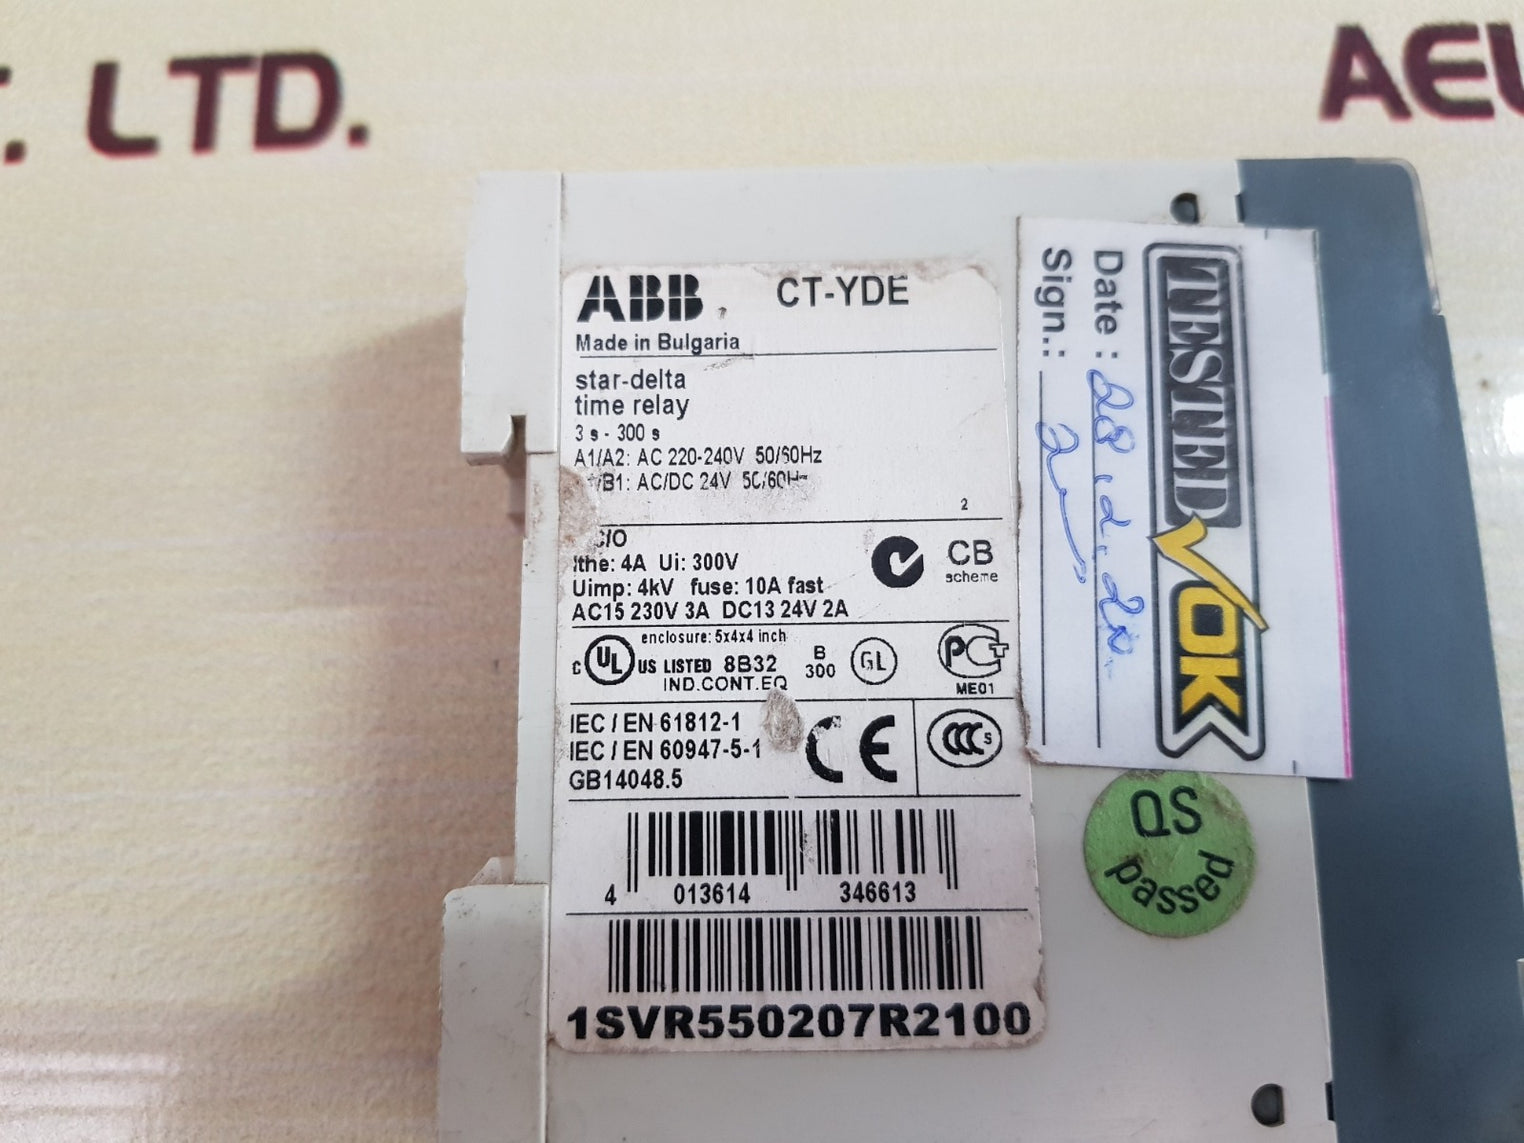 LTD.
ABB
CT-YDE
Made in Bulgaria
star-delta
time relay
3 s - 300 s
A1/A2: AC 220-240V 50/60Hz
/B1: AC/DC 24V 50/60Hz
2
C/O
Ithe: 4A Ui: 300V
Uimp: 4kV fuse: 10A fast
AC15 230V 3A DC13 24V 2A
CB
scheme
enclosure: 5x4x4 inch
C UL US LISTED 8B32
IND.CONT.EQ
B
300
GL
PCT
ME01
IEC / EN 61812-1
IEC / EN 60947-5-1
GB14048.5
CE
CCC S
4 013614 346613
1SVR550207R2100
TESTED
OK
Date :
Sign.:
QS
passed